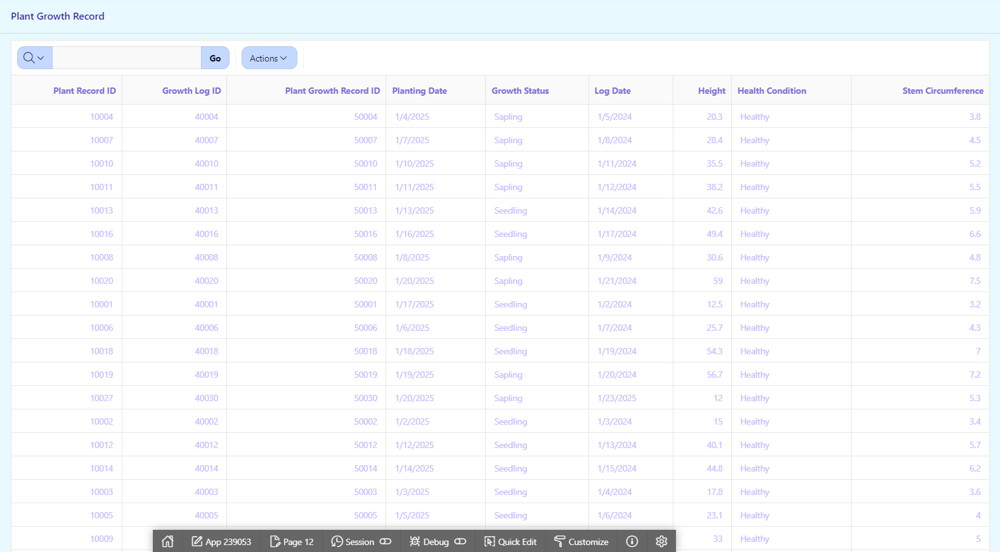 Plant Growth Record
Go Actions
Plant Record ID Growth Log ID Plant Growth Record ID Planting Date Growth Status Log Date Height Health Condition Stem Circumference
10004 40004 50004 1/4/2025 Sapling 1/5/2024 20.3 Healthy 3.8
10007 40007 50007 1/7/2025 Sapling 1/8/2024 28.4 Healthy 4.5
10010 40010 50010 1/10/2025 Sapling 1/11/2024 35.5 Healthy 5.2
10011 40011 50011 1/11/2025 Sapling 1/12/2024 38.2 Healthy 5.5
10013 40013 50013 1/13/2025 Seedling 1/14/2024 42.6 Healthy 5.9
10016 40016 50016 1/16/2025 Seedling 1/17/2024 49.4 Healthy 6.6
10008 40008 50008 1/8/2025 Sapling 1/9/2024 30.6 Healthy 4.8
10020 40020 50020 1/20/2025 Sapling 1/21/2024 59 Healthy 7.5
10001 40001 50001 1/17/2025 Seedling 1/2/2024 12.5 Healthy 3.2
10006 40006 50006 1/6/2025 Seedling 1/7/2024 25.7 Healthy 4.3
10018 40018 50018 1/18/2025 Seedling 1/19/2024 54.3 Healthy 7
10019 40019 50019 1/19/2025 Sapling 1/20/2024 56.7 Healthy 7.2
10027 40030 50030 1/20/2025 Sapling 1/23/2025 12 Healthy 5.3
10002 40002 50002 1/2/2025 Seedling 1/3/2024 15 Healthy 3.4
10012 40012 50012 1/12/2025 Seedling 1/13/2024 40.1 Healthy 5.7
10014 40014 50014 1/14/2025 Seedling 1/15/2024 44.8 Healthy 6.2
10003 40003 50003 1/3/2025 Seedling 1/4/2024 17.8 Healthy 3.6
10005 40005 50005 1/5/2025 Seedling 1/6/2024 23.1 Healthy 4
10009 33 Healthy 5
App 239053 Page 12 Session Debug Quick Edit Customize